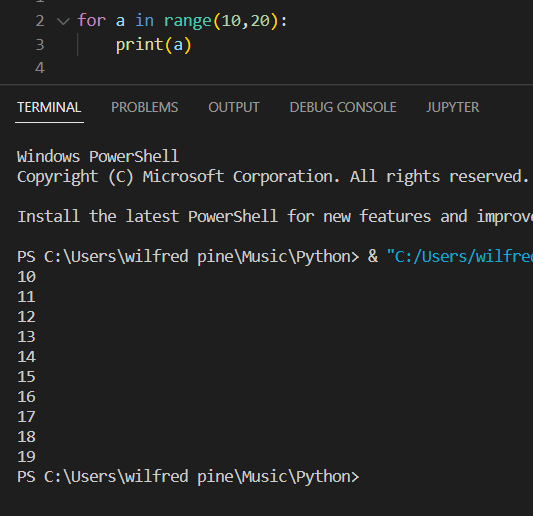 1
2 for a in range(10,20):
3 print(a)
4
TERMINAL PROBLEMS OUTPUT DEBUG CONSOLE JUPYTER
Windows PowerShell
Copyright (C) Microsoft Corporation. All rights reserved.
Install the latest PowerShell for new features and improve
PS C:\Users\wilfred pine\Music\Python> & "C:/Users/wilfred
10
11
12
13
14
15
16
17
18
19
PS C:\Users\wilfred pine\Music\Python>